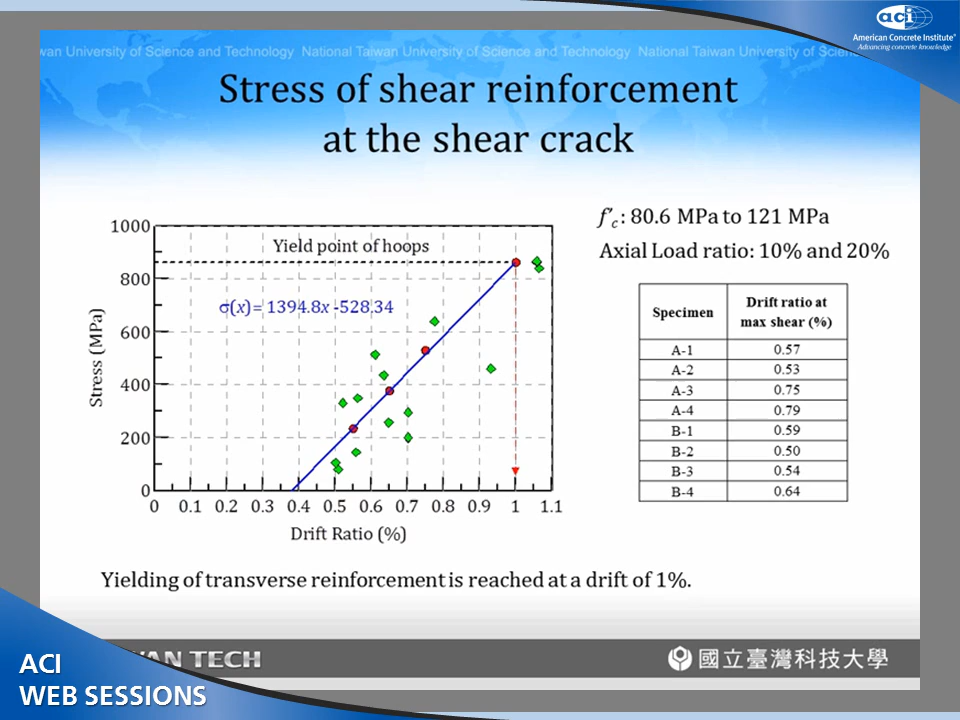 aci
American Concrete Institute®
Advancing concrete knowledge
wan University of Science and Technology National Taiwan University of Science and Technology National Taiwan University of Scien
Stress of shear reinforcement
at the shear crack
f'c: 80.6 MPa to 121 MPa
Axial Load ratio: 10% and 20%
1000
800
600
400
200
0
Stress (MPa)
Yield point of hoops
σ(x)= 1394.8x -528.34
0 0.1 0.2 0.3 0.4 0.5 0.6 0.7 0.8 0.9 1 1.1
Drift Ratio (%)
Specimen Drift ratio at
max shear (%)
A-1 0.57
A-2 0.53
A-3 0.75
A-4 0.79
B-1 0.59
B-2 0.50
B-3 0.54
B-4 0.64
Yielding of transverse reinforcement is reached at a drift of 1%.
WAN TECH
國立臺灣科技大學
ACI
WEB SESSIONS